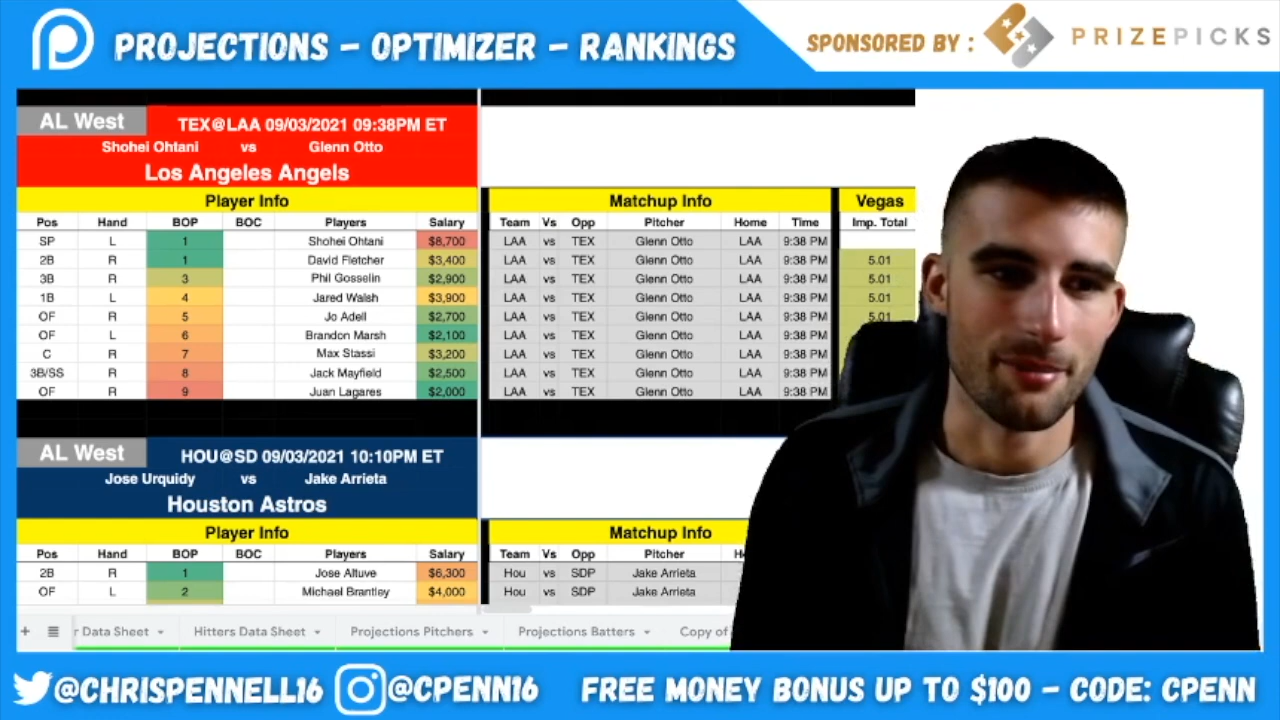 PROJECTIONS - OPTIMIZER - RANKINGS
SPONSORED BY : PRIZEPICKS
AL West
TEX@LAA 09/03/2021 09:38PM ET
Shohei Ohtani vs Glenn Otto
Los Angeles Angels
Player Info Matchup Info Vegas
Pos Hand BOP BOC Players Salary Team Vs Opp Pitcher Home Time Imp. Total
SP L 1 Shohei Ohtani $8,700 LAA vs TEX Glenn Otto LAA 9:38 PM
2B R 1 David Fletcher $3,400 LAA vs TEX Glenn Otto LAA 9:38 PM 5.01
3B R 3 Phil Gosselin $2,900 LAA vs TEX Glenn Otto LAA 9:38 PM 5.01
1B L 4 Jared Walsh $3,900 LAA vs TEX Glenn Otto LAA 9:38 PM 5.01
OF R 5 Jo Adell $2,700 LAA vs TEX Glenn Otto LAA 9:38 PM 5.01
OF L 6 Brandon Marsh $2,100 LAA vs TEX Glenn Otto LAA 9:38 PM
C R 7 Max Stassi $3,200 LAA vs TEX Glenn Otto LAA 9:38 PM
3B/SS R 8 Jack Mayfield $2,500 LAA vs TEX Glenn Otto LAA 9:38 PM
OF R 9 Juan Lagares $2,000 LAA vs TEX Glenn Otto LAA 9:38 PM
AL West
HOU@SD 09/03/2021 10:10PM ET
Jose Urquidy vs Jake Arrieta
Houston Astros
Player Info Matchup Info
Pos Hand BOP BOC Players Salary Team Vs Opp Pitcher
2B R 1 Jose Altuve $6,300 Hou vs SDP Jake Arrieta
OF L 2 Michael Brantley $4,000 Hou vs SDP Jake Arrieta
+ r Data Sheet Hitters Data Sheet Projections Pitchers Projections Batters Copy of
@CHRISPENNELL16 @CPENN16 FREE MONEY BONUS UP TO $100 - CODE: CPENN